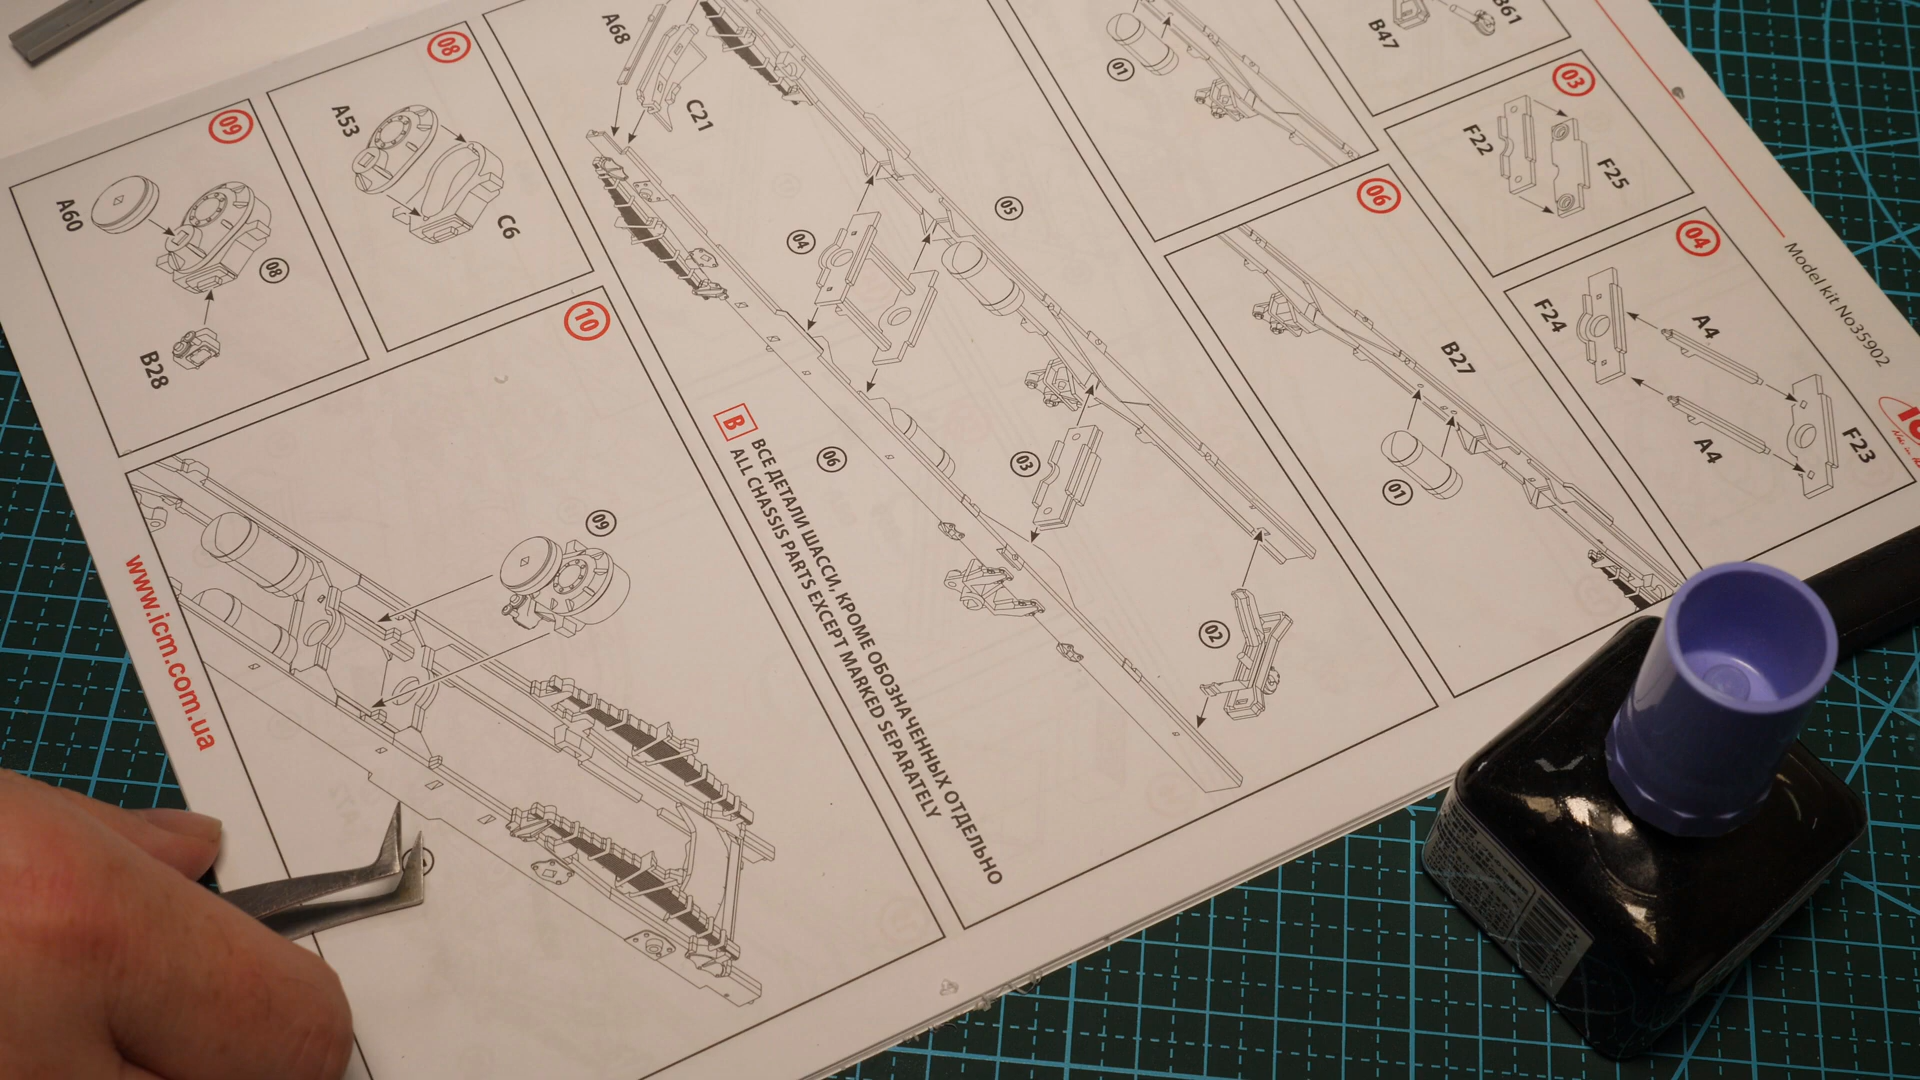 Model kit No35902
B47
B61
03
F22
F25
04
F24
A4
A4
F23
01
06
B27
01
A68
C21
04
05
06
03
02
B
ВСЕ ДЕТАЛИ ШАССИ, КРОМЕ ОБОЗНАЧЕННЫХ ОТДЕЛЬНО
ALL CHASSIS PARTS EXCEPT MARKED SEPARATELY
08
A53
C6
09
A60
08
B28
10
09
www.icm.com.ua